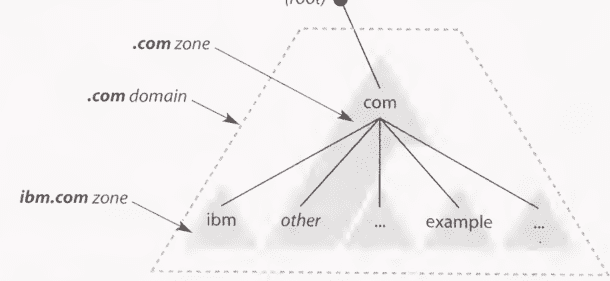 (root)
.com zone
.com domain
com
ibm.com zone
ibm
other
...
example
...